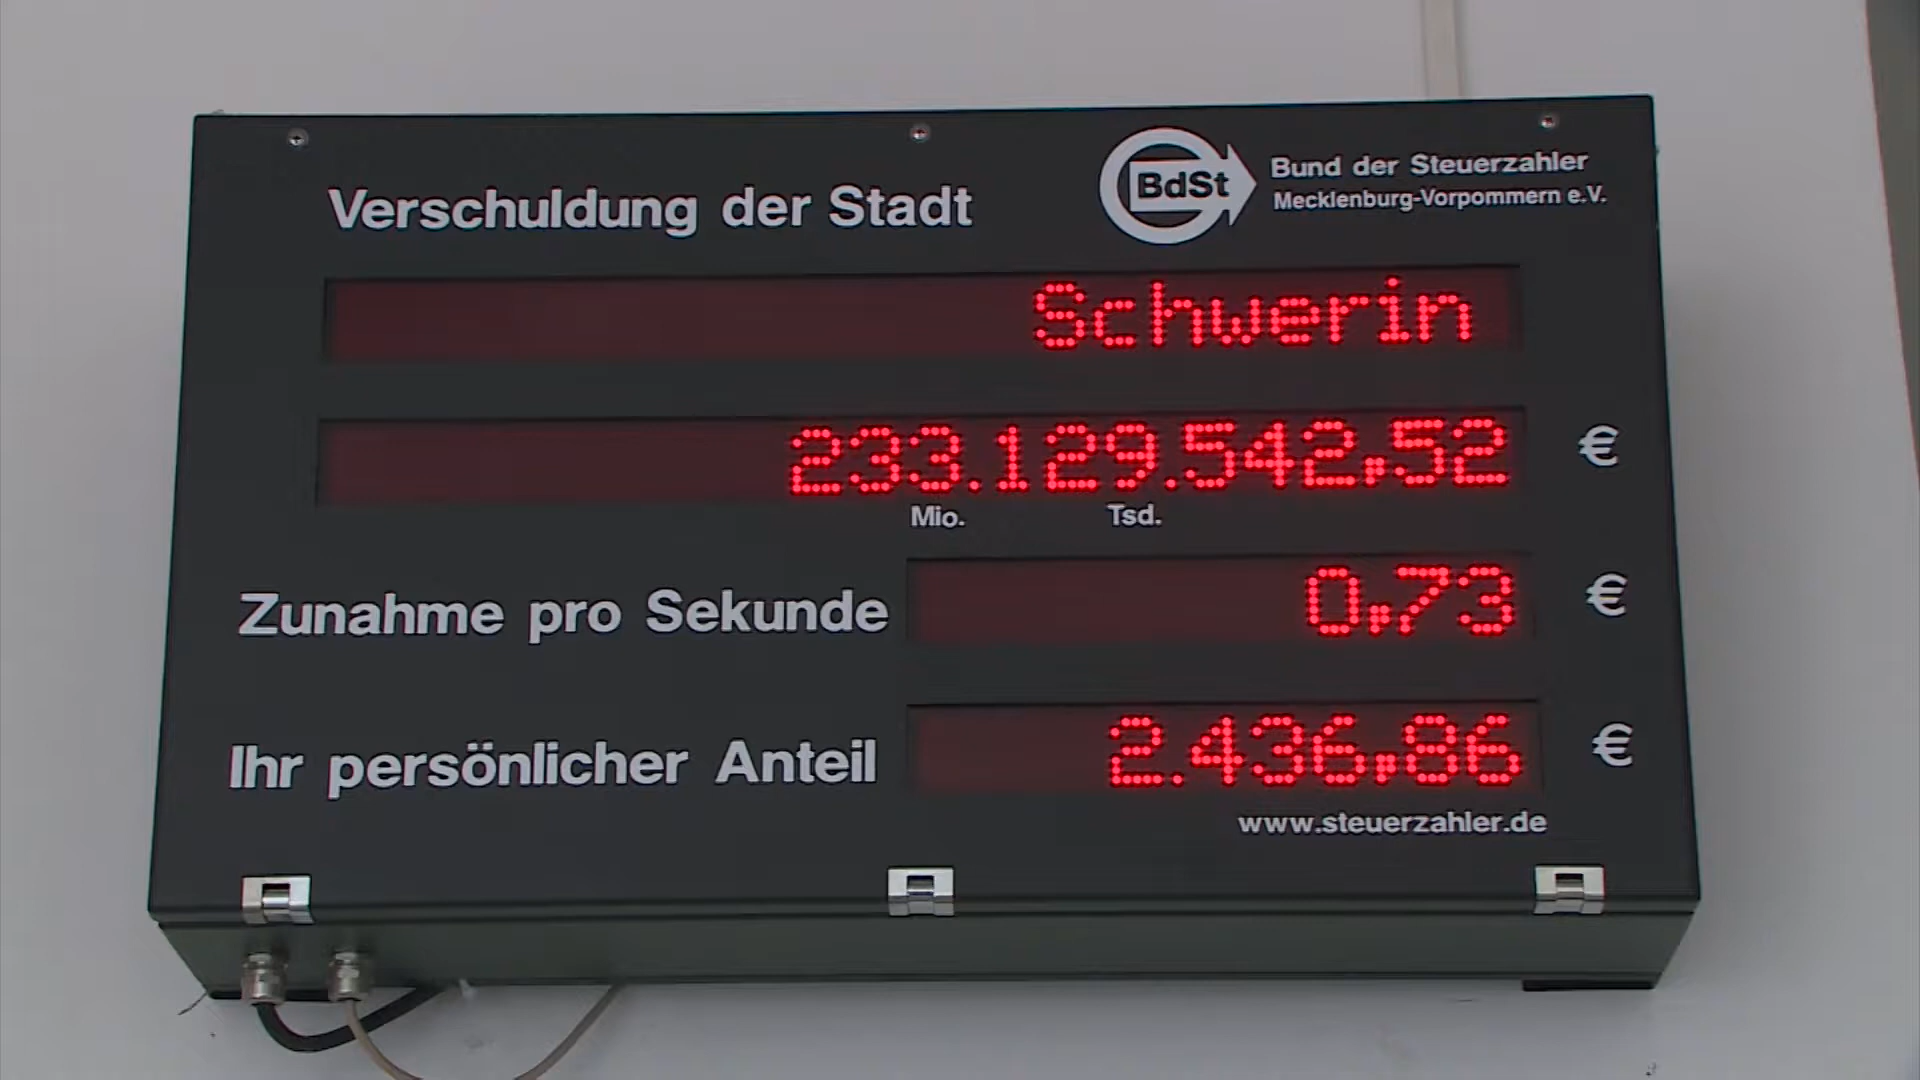 Verschuldung der Stadt
BdSt
Bund der Steuerzahler
Mecklenburg-Vorpommern e.V.
Schwerin
233.129.542,52 €
Mio. Tsd.
Zunahme pro Sekunde 0,73 €
Ihr persönlicher Anteil 2.436,86 €
www.steuerzahler.de